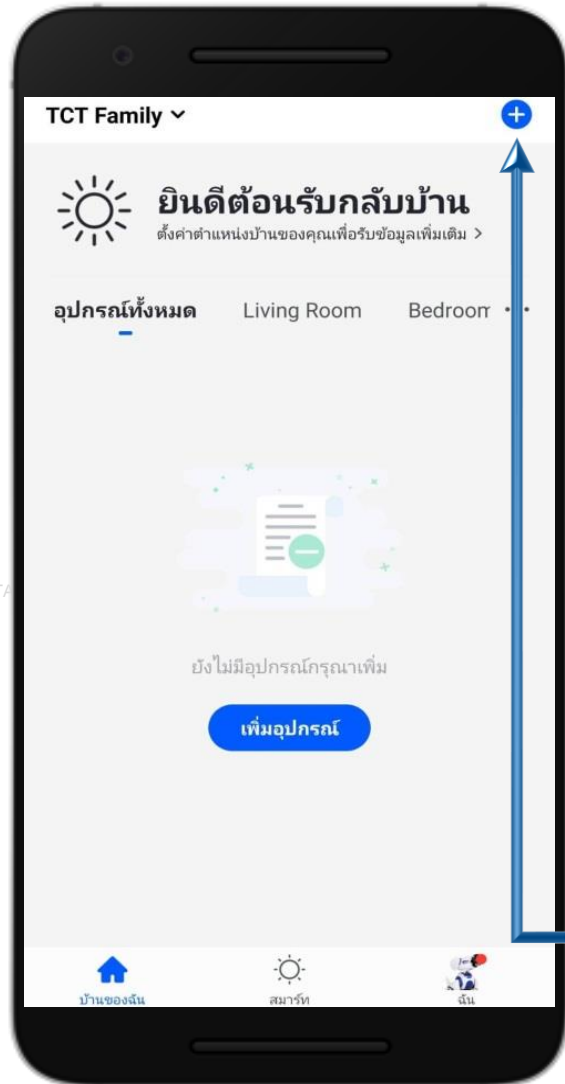 TCT Family
ยินดีต้อนรับกลับบ้าน
ตั้งค่าตำแหน่งบ้านของคุณเพื่อรับข้อมูลเพิ่มเติม >
อุปกรณ์ทั้งหมด Living Room Bedroom ...
ยังไม่มีอุปกรณ์กรุณาเพิ่ม
เพิ่มอุปกรณ์
บ้านของฉัน สมาร์ท ฉัน